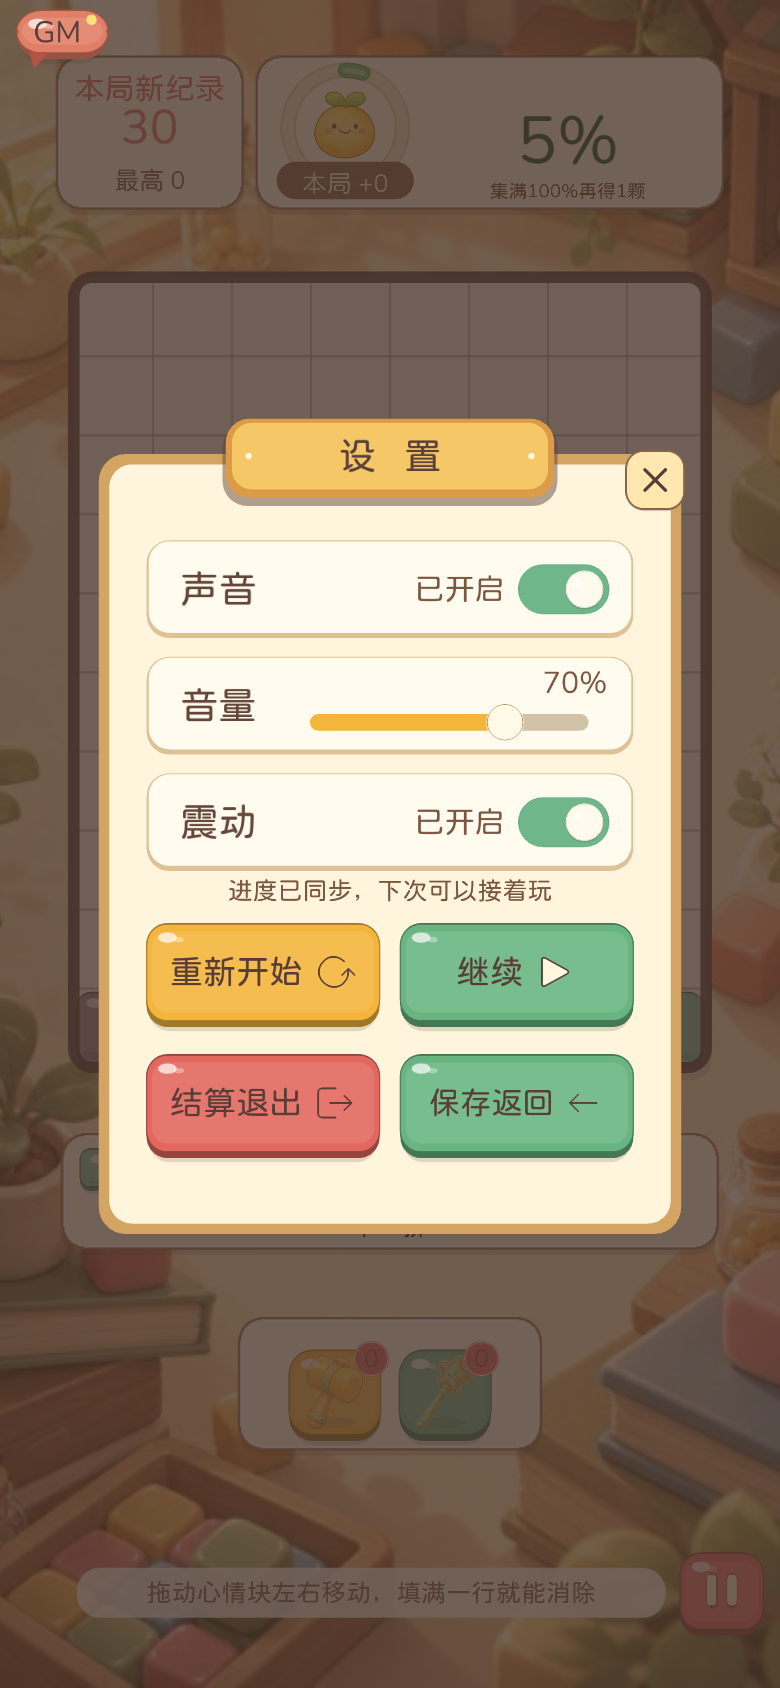 GM
本局新纪录
30
最高 0
本局 +0
5%
集满100%再得1颗
设 置
声音
已开启
70%
音量
震动
已开启
进度已同步，下次可以接着玩
重新开始
继续
结算退出
保存返回
0
0
拖动心情块左右移动，填满一行就能消除